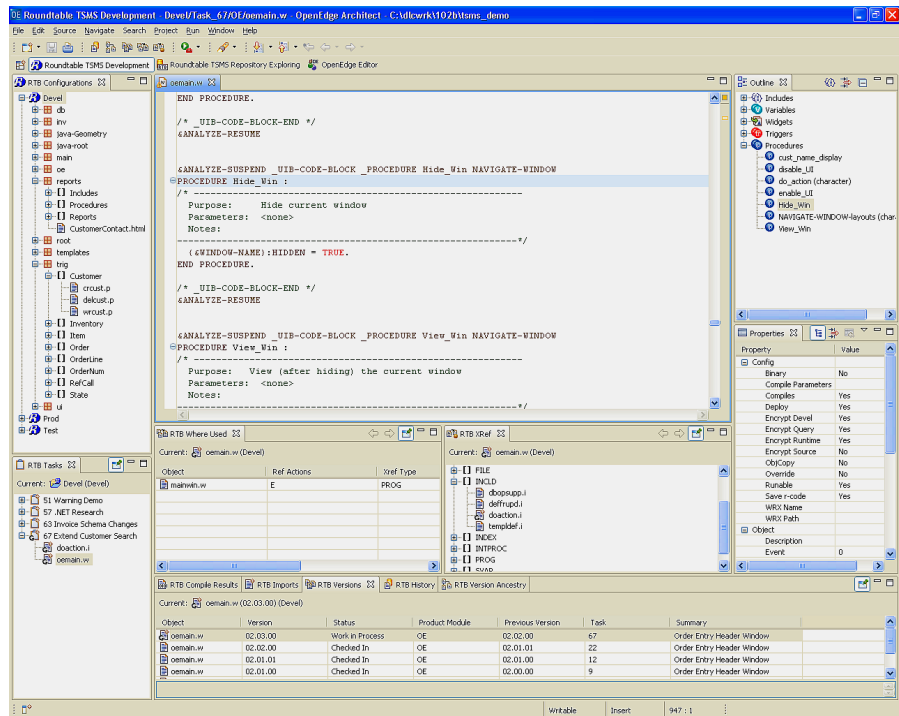 Roundtable TSMS Development - Devel/Task_67/OE/oemain.w - OpenEdge Architect - C:\dlcwrk\102b\tsms_demo
File Edit Source Navigate Search Project Run Window Help
Roundtable TSMS Development Roundtable TSMS Repository Exploring OpenEdge Editor
RTB Configurations
Devel
db
inv
java-Geometry
java-root
main
oe
reports
Includes
Procedures
Reports
CustomerContact.html
root
templates
trig
Customer
crcust.p
delcust.p
wrcust.p
Inventory
Item
Order
OrderLine
OrderNum
RefCall
State
ui
Prod
Test
RTB Tasks
Current: Devel (Devel)
51 Warning Demo
57 .NET Research
63 Invoice Schema Changes
67 Extend Customer Search
doaction.i
oemain.w
oemain.w
END PROCEDURE.
/* _UIB-CODE-BLOCK-END */
&ANALYZE-RESUME
&ANALYZE-SUSPEND _UIB-CODE-BLOCK _PROCEDURE Hide_Win NAVIGATE-WINDOW
PROCEDURE Hide_Win :
/* -----------------------------------------------------------
Purpose: Hide current window
Parameters: <none>
Notes:
-------------------------------------------------------------*/
{&WINDOW-NAME}:HIDDEN = TRUE.
END PROCEDURE.
/* _UIB-CODE-BLOCK-END */
&ANALYZE-RESUME
&ANALYZE-SUSPEND _UIB-CODE-BLOCK _PROCEDURE View_Win NAVIGATE-WINDOW
PROCEDURE View_Win :
/* -----------------------------------------------------------
Purpose: View (after hiding) the current window
Parameters: <none>
Notes:
-------------------------------------------------------------*/
Outline
Includes
Variables
Widgets
Triggers
Procedures
cust_name_display
disable_UI
do_action (character)
enable_UI
Hide_Win
NAVIGATE-WINDOW-layouts (char
View_Win
Properties
Property Value
Config
Binary No
Compile Parameters
Compiles Yes
Deploy Yes
Encrypt Devel Yes
Encrypt Query Yes
Encrypt Runtime Yes
Encrypt Source No
ObjCopy No
Override No
Runable Yes
Save r-code Yes
WRX Name
WRX Path
Object
Description
Event 0
RTB Where Used
Current: oemain.w (Devel)
Object Ref Actions Xref Type
mainwin.w E PROG
RTB XRef
Current: oemain.w (Devel)
FILE
INCLD
dbopsupp.i
deffrupd.i
doaction.i
templdef.i
INDEX
INTPROC
PROG
SVAR
RTB Compile Results RTB Imports RTB Versions RTB History RTB Version Ancestry
Current: oemain.w (02.03.00) (Devel)
Object Version Status Product Module Previous Version Task Summary
oemain.w 02.03.00 Work in Process OE 02.02.00 67 Order Entry Header Window
oemain.w 02.02.00 Checked In OE 02.01.01 22 Order Entry Header Window
oemain.w 02.01.01 Checked In OE 02.01.00 12 Order Entry Header Window
oemain.w 02.01.00 Checked In OE 02.00.00 9 Order Entry Header Window
Writable Insert 947 : 1